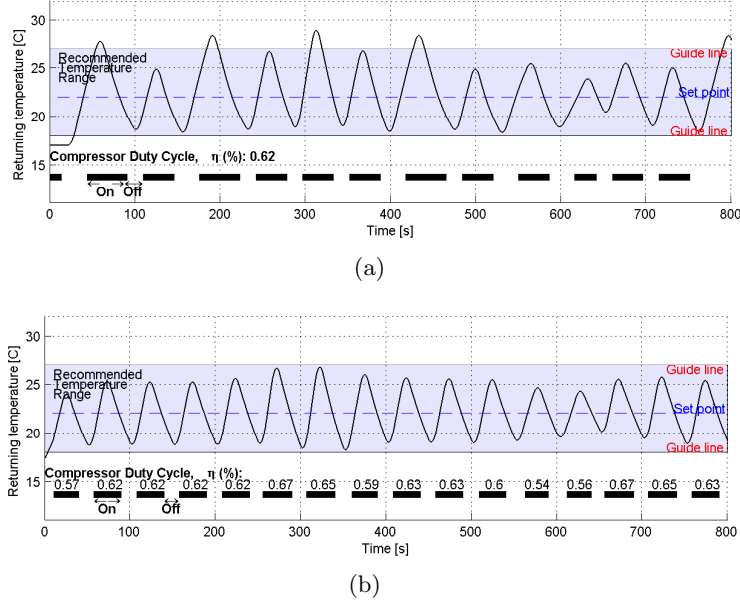 30
25
20
15
Returning temperature [C]
Recommended
Temperature
Range
Guide line
Set point
Guide line
Compressor Duty Cycle, η (%): 0.62
On Off
0 100 200 300 400 500 600 700 800
Time [s]
(a)
30
25
20
15
Returning temperature [C]
Recommended
Temperature
Range
Guide line
Set point
Guide line
Compressor Duty Cycle, η (%):
0.57 0.62 0.62 0.62 0.62 0.67 0.65 0.59 0.63 0.63 0.6 0.54 0.56 0.67 0.65 0.63
On Off
0 100 200 300 400 500 600 700 800
Time [s]
(b)